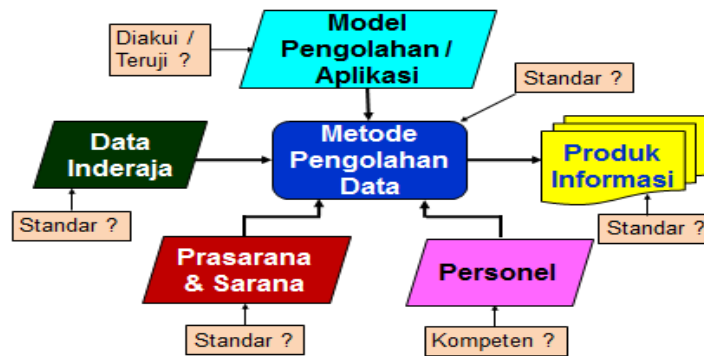 Diakui /
Teruji ?
Model
Pengolahan /
Aplikasi
Standar ?
Data
Inderaja
Metode
Pengolahan
Data
Produk
Informasi
Standar ?
Standar ?
Prasarana
& Sarana
Personel
Standar ?
Kompeten ?